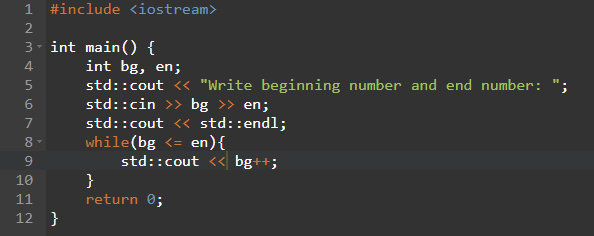 1 #include <iostream>
2
3 int main() {
4     int bg, en;
5     std::cout << "Write beginning number and end number: ";
6     std::cin >> bg >> en;
7     std::cout << std::endl;
8     while(bg <= en){
9         std::cout << bg++;
10     }
11     return 0;
12 }